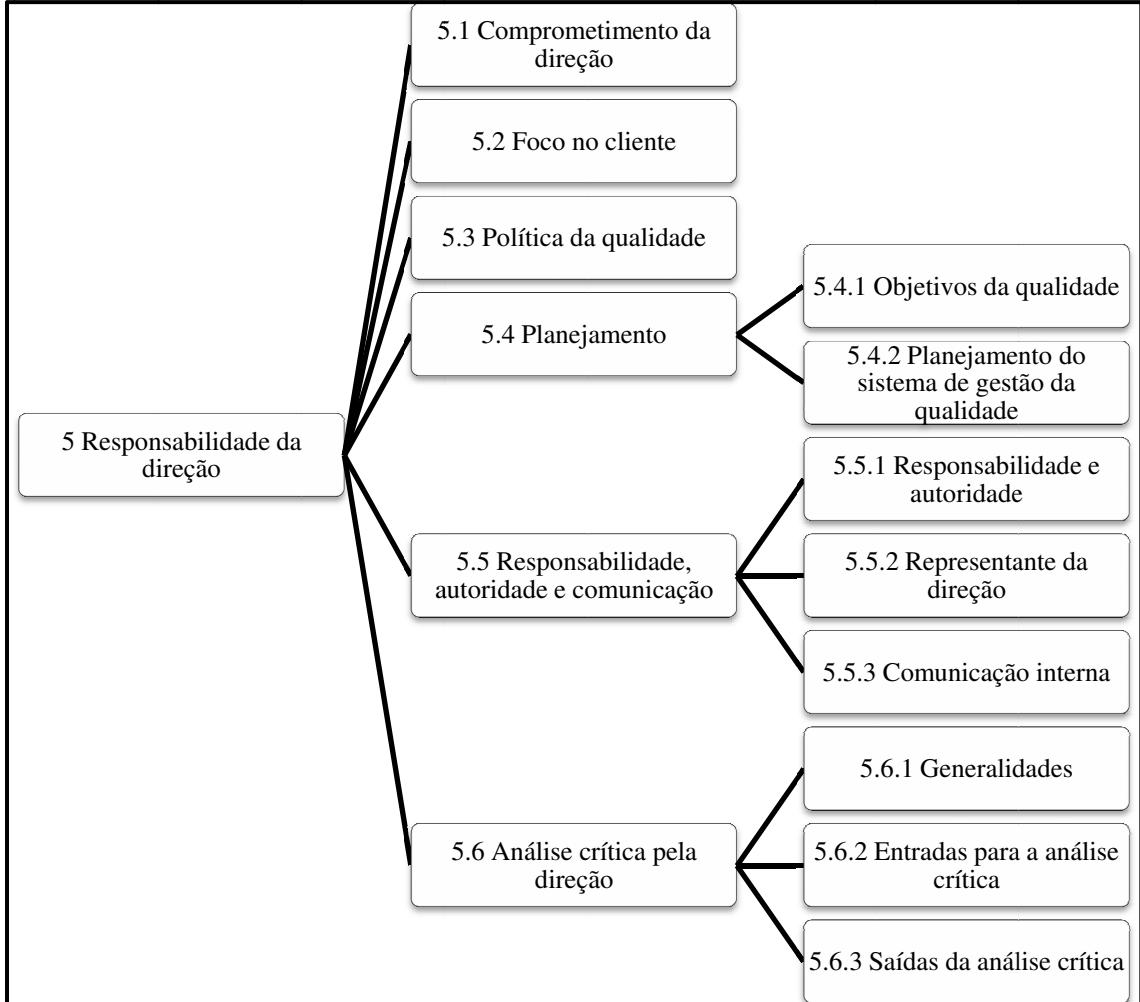 5 Responsabilidade da
direção
5.1 Comprometimento da
direção
5.2 Foco no cliente
5.3 Política da qualidade
5.4 Planejamento
5.4.1 Objetivos da qualidade
5.4.2 Planejamento do
sistema de gestão da
qualidade
5.5 Responsabilidade,
autoridade e comunicação
5.5.1 Responsabilidade e
autoridade
5.5.2 Representante da
direção
5.5.3 Comunicação interna
5.6 Análise crítica pela
direção
5.6.1 Generalidades
5.6.2 Entradas para a análise
crítica
5.6.3 Saídas da análise crítica